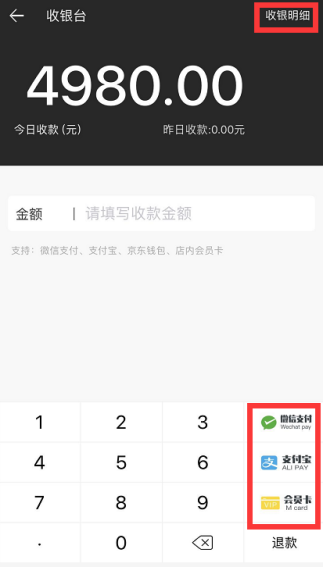 收银台 收银明细
4980.00
今日收款 (元) 昨日收款:0.00元
金额 | 请填写收款金额
支持：微信支付、支付宝、京东钱包、店内会员卡
1 2 3 微信支付
Wechat pay
4 5 6 支 支付宝
ALI PAY
7 8 9 VIP 会员卡
M card
. 0 退款